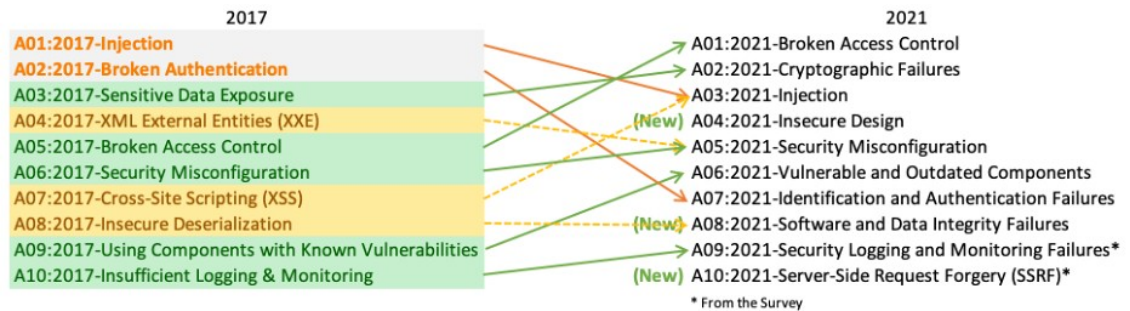 2017
2021
A01:2017-Injection
A02:2017-Broken Authentication
A03:2017-Sensitive Data Exposure
A04:2017-XML External Entities (XXE)
A05:2017-Broken Access Control
A06:2017-Security Misconfiguration
A07:2017-Cross-Site Scripting (XSS)
A08:2017-Insecure Deserialization
A09:2017-Using Components with Known Vulnerabilities
A10:2017-Insufficient Logging & Monitoring
A01:2021-Broken Access Control
A02:2021-Cryptographic Failures
A03:2021-Injection
(New) A04:2021-Insecure Design
A05:2021-Security Misconfiguration
A06:2021-Vulnerable and Outdated Components
A07:2021-Identification and Authentication Failures
(New) A08:2021-Software and Data Integrity Failures
A09:2021-Security Logging and Monitoring Failures*
(New) A10:2021-Server-Side Request Forgery (SSRF)*
* From the Survey